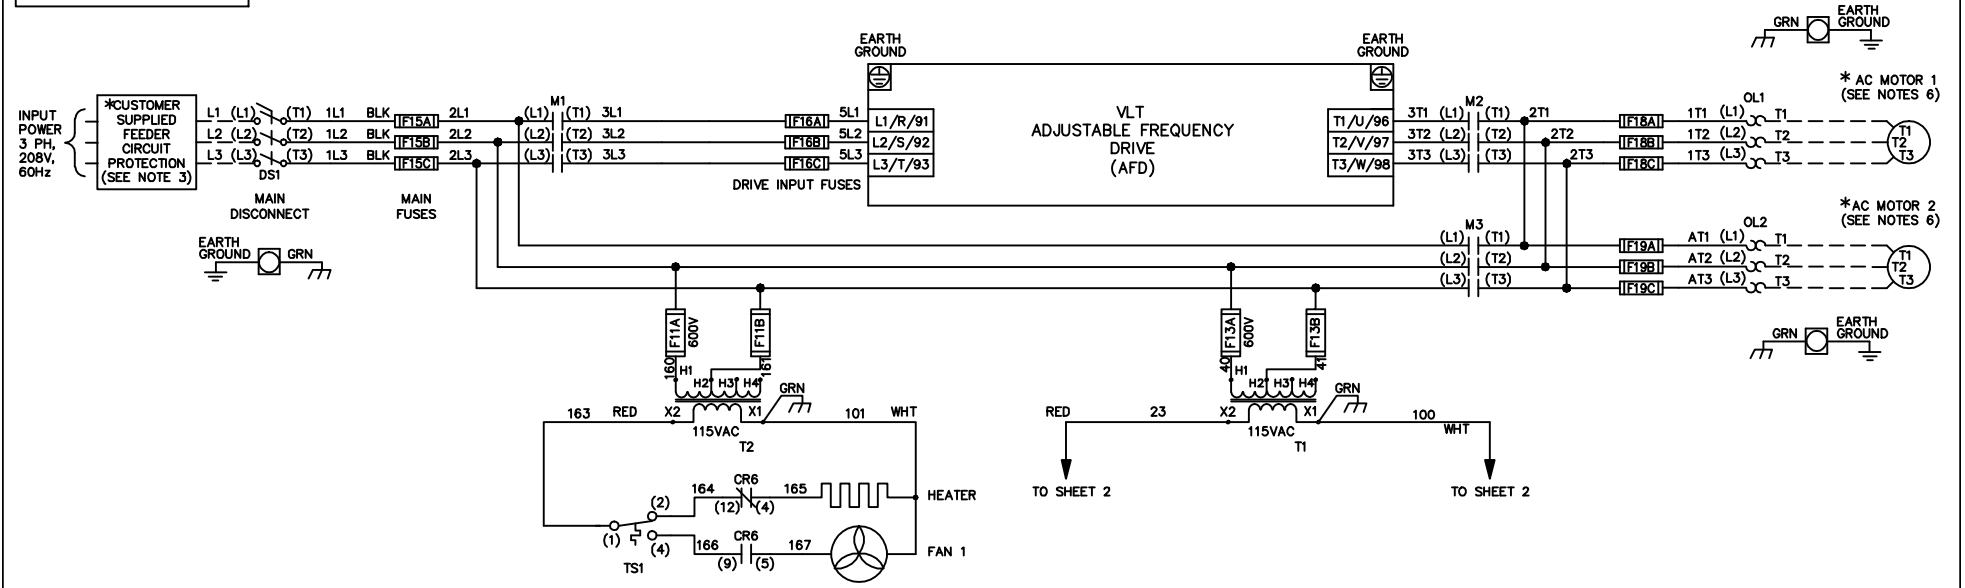 INPUT
POWER
3 PH,
208V,
60Hz
*CUSTOMER
SUPPLIED
FEEDER
CIRCUIT
PROTECTION
(SEE NOTE 3)
L1 (L1) (T1) 1L1 BLK F15A 2L1
L2 (L2) (T2) 1L2 BLK F15B 2L2
L3 (L3) (T3) 1L3 BLK F15C 2L3
DS1
MAIN
DISCONNECT
MAIN
FUSES
EARTH
GROUND
GRN
M1
(L1) (T1) 3L1 F16A 5L1
(L2) (T2) 3L2 F16B 5L2
(L3) (T3) 3L3 F16C 5L3
DRIVE INPUT FUSES
EARTH
GROUND
L1/R/91
L2/S/92
L3/T/93
VLT
ADJUSTABLE FREQUENCY
DRIVE
(AFD)
EARTH
GROUND
T1/U/96
T2/V/97
T3/W/98
M2
3T1 (L1) (T1) 2T1 F18A 1T1 (L1) T1
3T2 (L2) (T2) 2T2 F18B 1T2 (L2) T2
3T3 (L3) (T3) 2T3 F18C 1T3 (L3) T3
OL1
GRN
EARTH
GROUND
* AC MOTOR 1
(SEE NOTES 6)
T1
T2
T3
M3
(L1) (T1) F19A AT1 (L1) T1
(L2) (T2) F19B AT2 (L2) T2
(L3) (T3) F19C AT3 (L3) T3
OL2
*AC MOTOR 2
(SEE NOTES 6)
T1
T2
T3
GRN
EARTH
GROUND
F11A
600V
F11B
160
161
H1 H2 H3 H4
GRN
163 RED X2 X1 101 WHT
115VAC
T2
164 CR6 165
(12) (4)
HEATER
(2)
(1)
(4)
TS1
166 CR6 167
(9) (5)
FAN 1
F13A
600V
F13B
40
41
H1 H2 H3 H4
GRN
RED 23 X2 X1 100
WHT
115VAC
T1
TO SHEET 2
TO SHEET 2